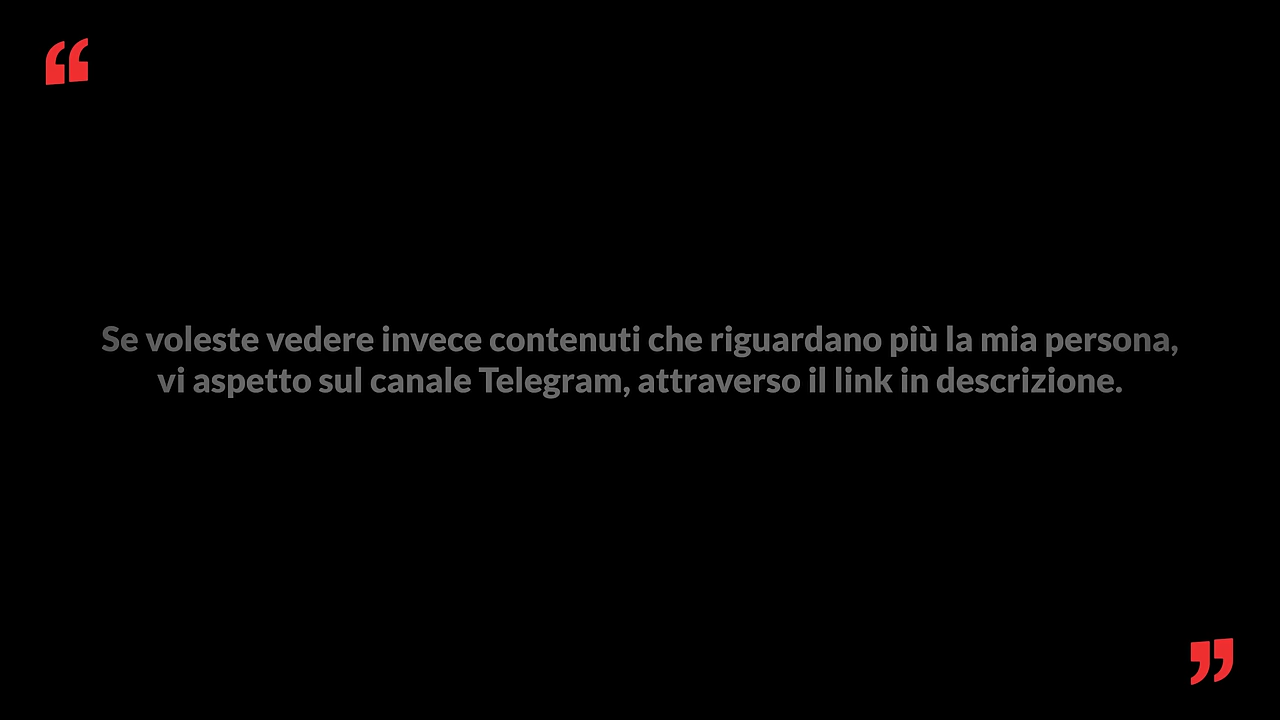 “
Se voleste vedere invece contenuti che riguardano più la mia persona,
vi aspetto sul canale Telegram, attraverso il link in descrizione.
”